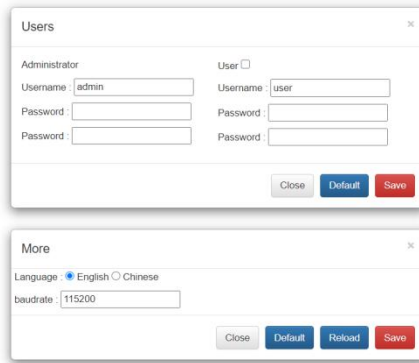 Users ×
Administrator User
Username : admin Username : user
Password : Password :
Password : Password :
Close Default Save
More ×
Language : English Chinese
baudrate : 115200
Close Default Reload Save